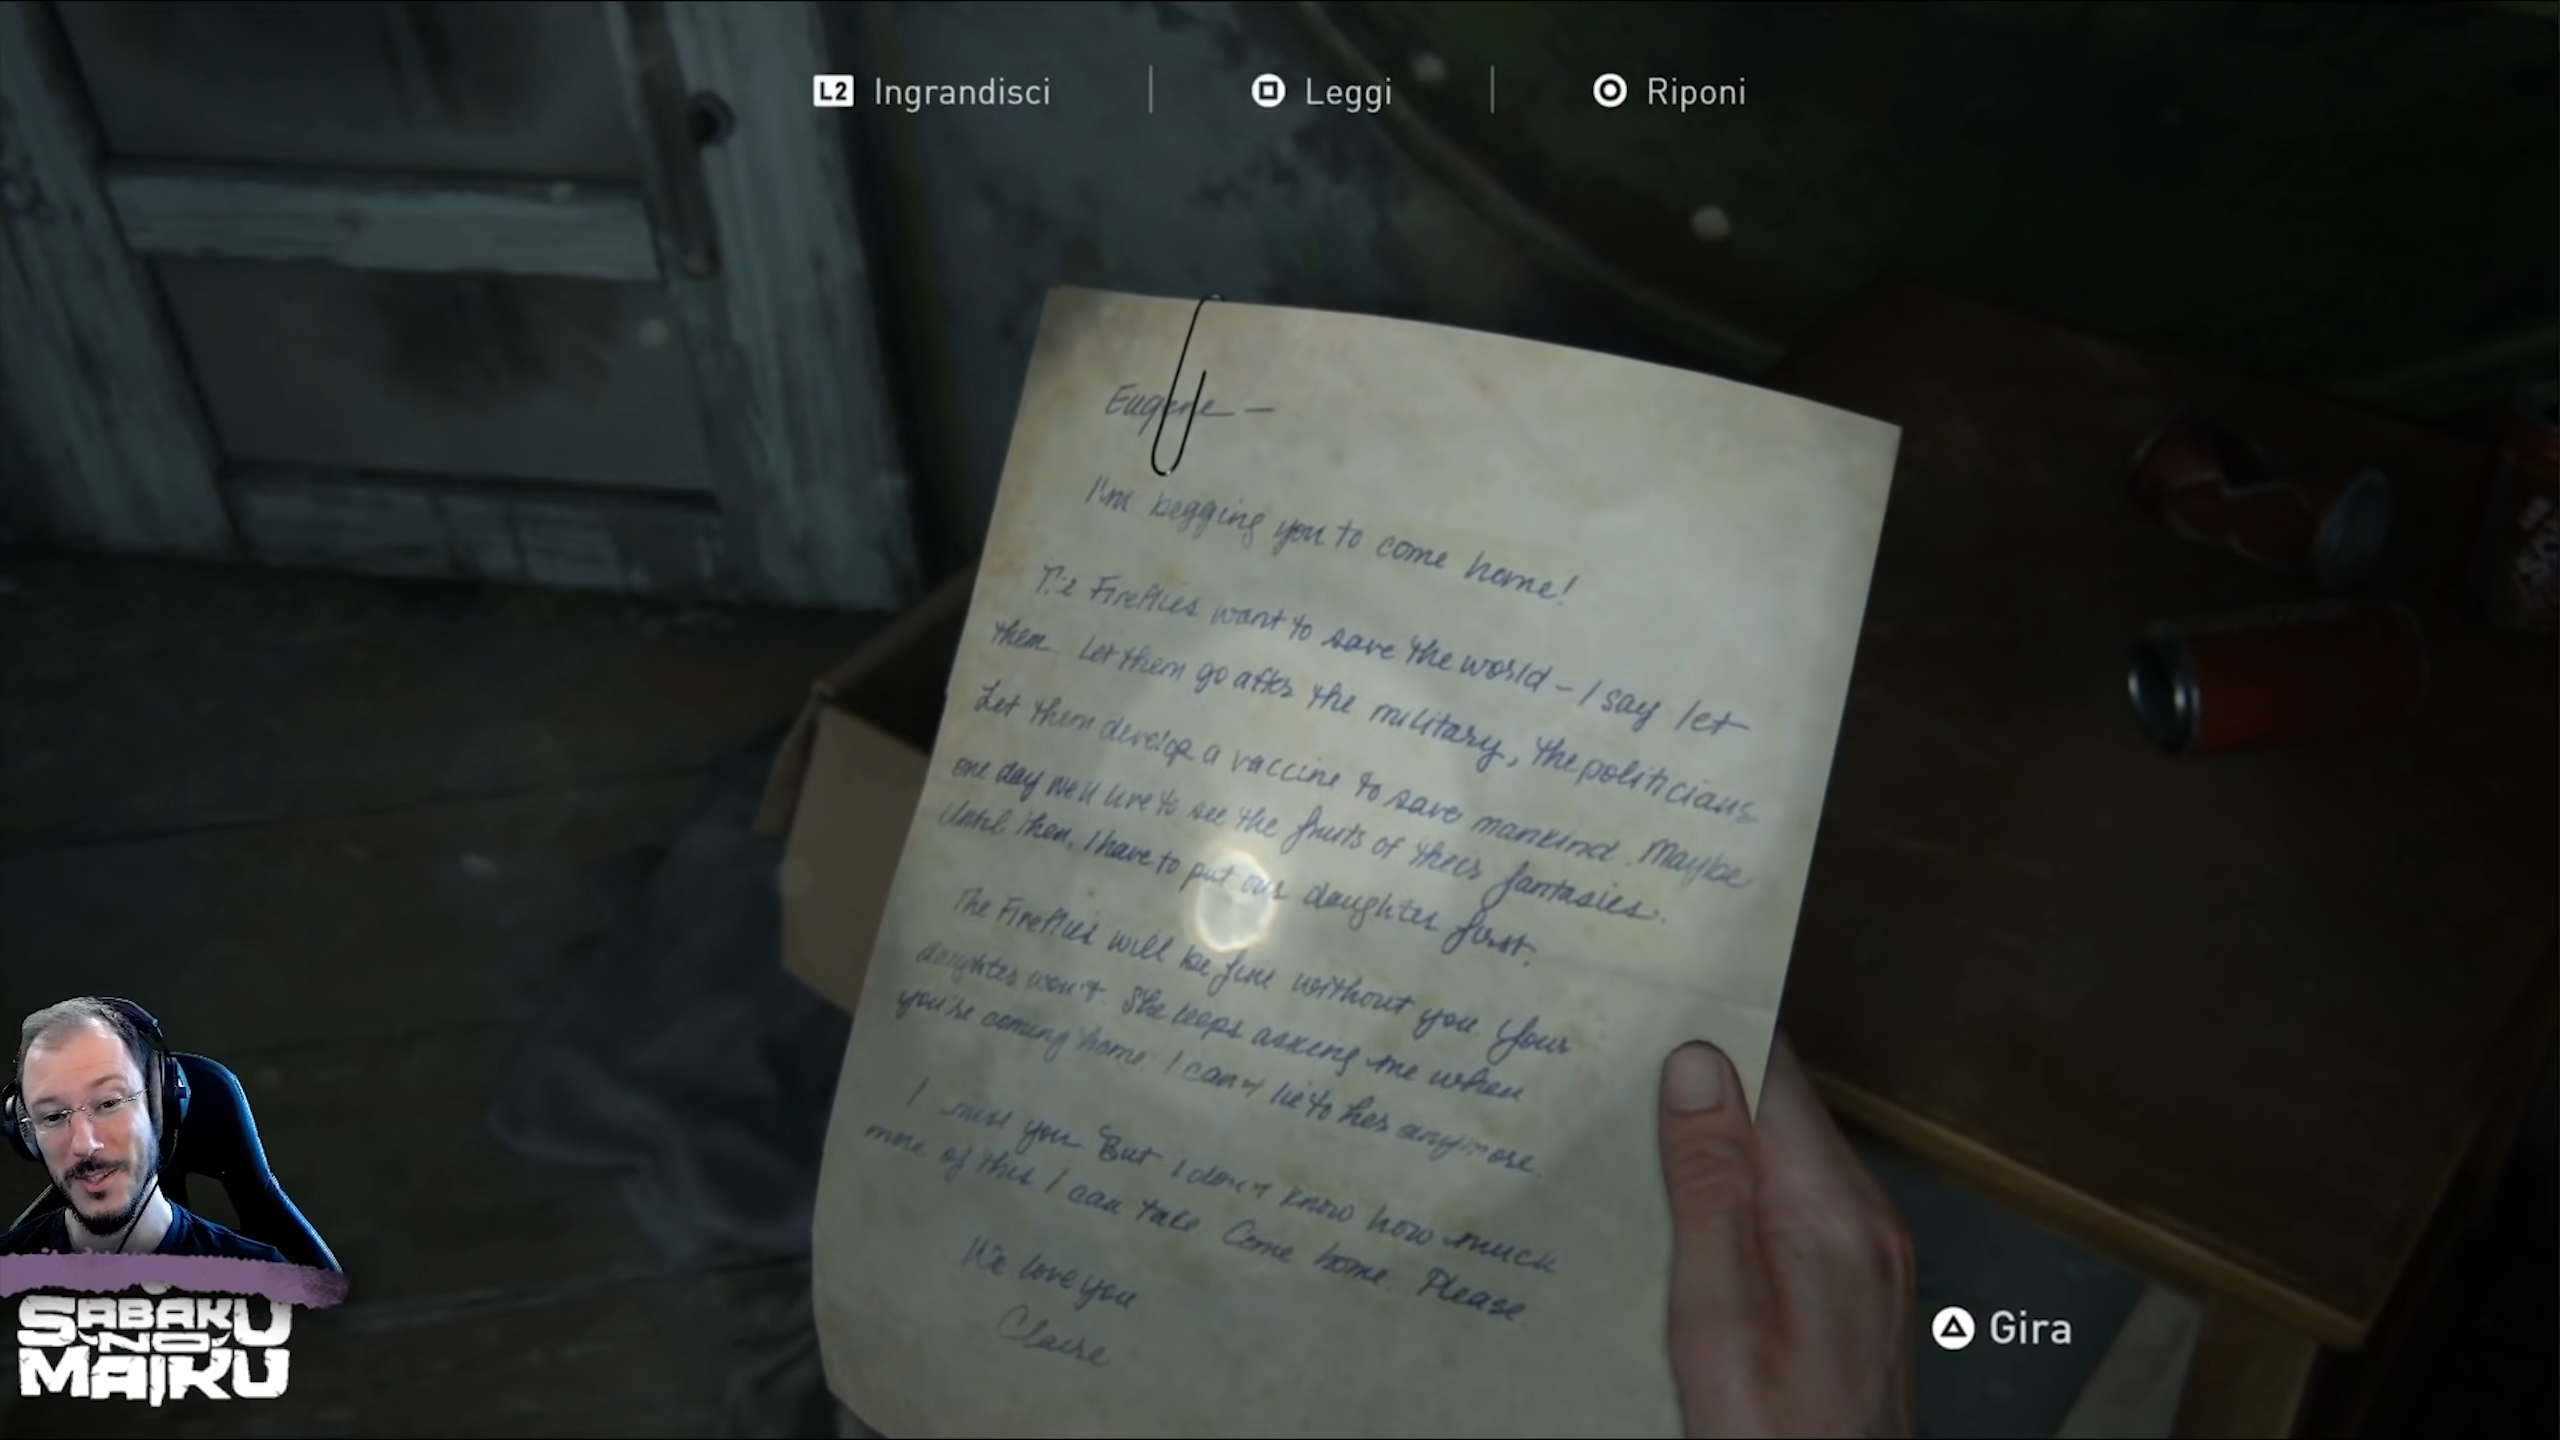 L2 Ingrandisci
Leggi
Riponi
Eugene —
I'm begging you to come home!
The Fireflies want to save the world – I say let
them. Let them go after the military, the politicians
Let them develop a vaccine to save mankind. Maybe
one day we'll live to see the fruits of their fantasies.
Until then, I have to put our daughter first.
The Fireflies will be fine without you. Your
daughter won't. She keeps asking me when
you're coming home. I can't lie to her anymore.
I miss you. But I don't know how much
more of this I can take. Come home. Please.
We love you
Claire
Gira
SABAKU
NO
MAIKU